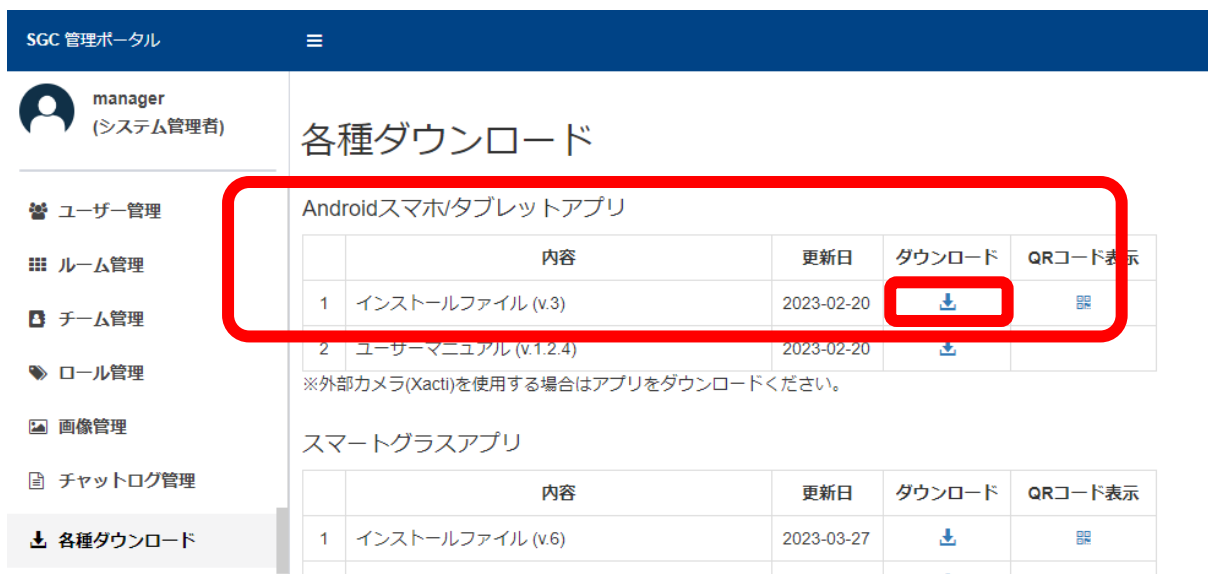 SGC 管理ポータル
manager
(システム管理者)
ユーザー管理
ルーム管理
チーム管理
ロール管理
画像管理
チャットログ管理
各種ダウンロード
各種ダウンロード
Androidスマホ/タブレットアプリ
内容 更新日 ダウンロード QRコード表示
1 インストールファイル (v.3) 2023-02-20
2 ユーザーマニュアル (v.1.2.4) 2023-02-20
※外部カメラ(Xacti)を使用する場合はアプリをダウンロードください。
スマートグラスアプリ
内容 更新日 ダウンロード QRコード表示
1 インストールファイル (v.6) 2023-03-27